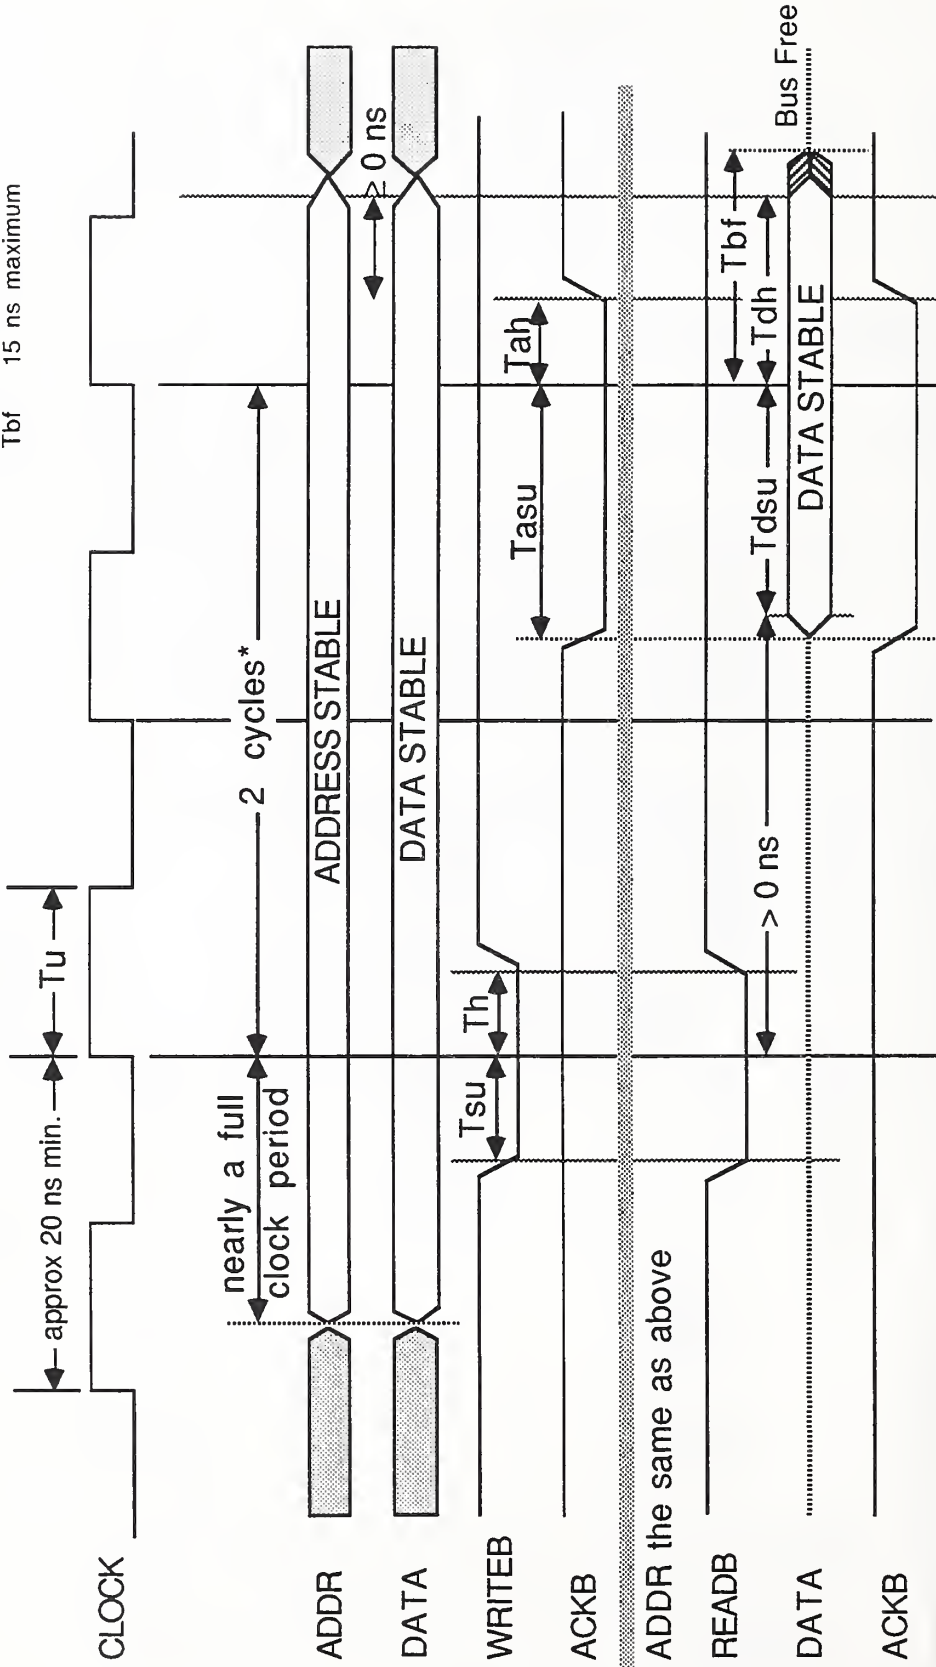 Tbf 15 ns maximum
approx 20 ns min.
Tu
CLOCK
nearly a full
clock period
2 cycles*
ADDR
ADDRESS STABLE
≥ 0 ns
DATA
DATA STABLE
WRITEB
Tsu
Th
ACKB
Tasu
Tah
ADDR the same as above
READB
Tbf
> 0 ns
Tdsu
Tdh
DATA
DATA STABLE
Bus Free
ACKB